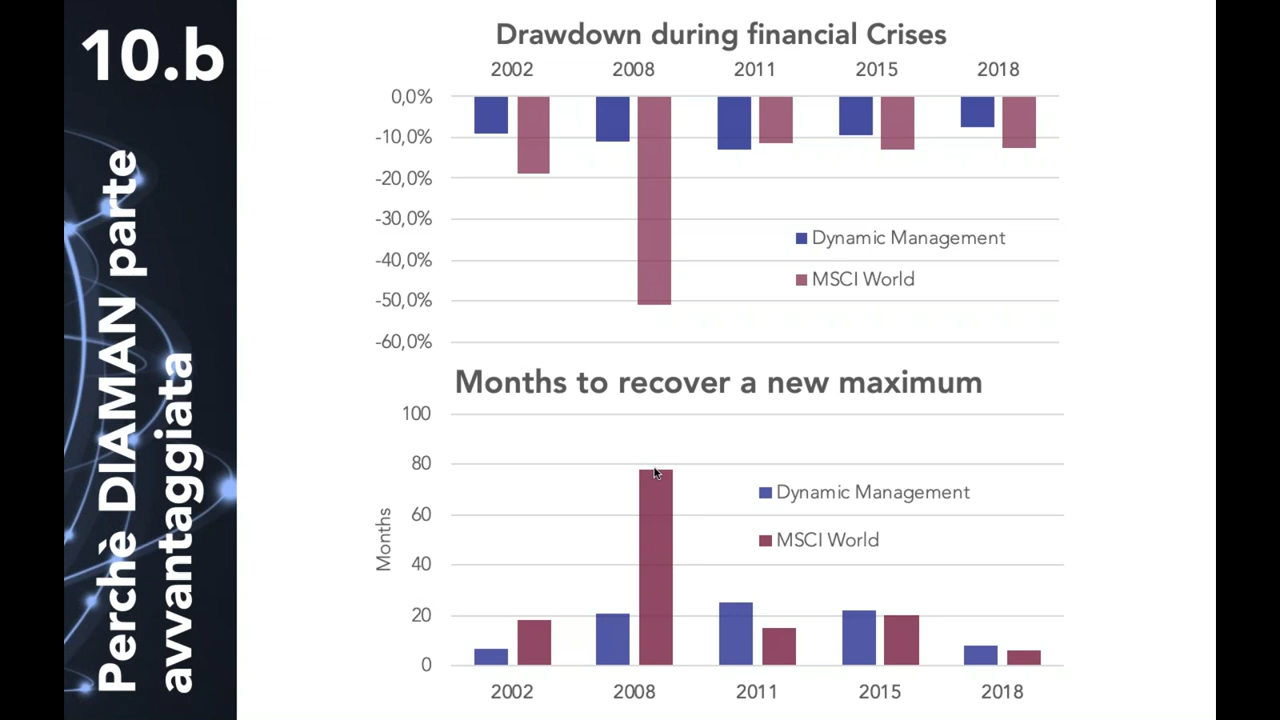 10.b
Perchè DIAMAN parte
avvantaggiata
Drawdown during financial Crises
2002 2008 2011 2015 2018
0,0%
-10,0%
-20,0%
-30,0%
-40,0%
-50,0%
-60,0%
Dynamic Management
MSCI World
Months to recover a new maximum
100
80
60
40
20
0
Months
Dynamic Management
MSCI World
2002 2008 2011 2015 2018